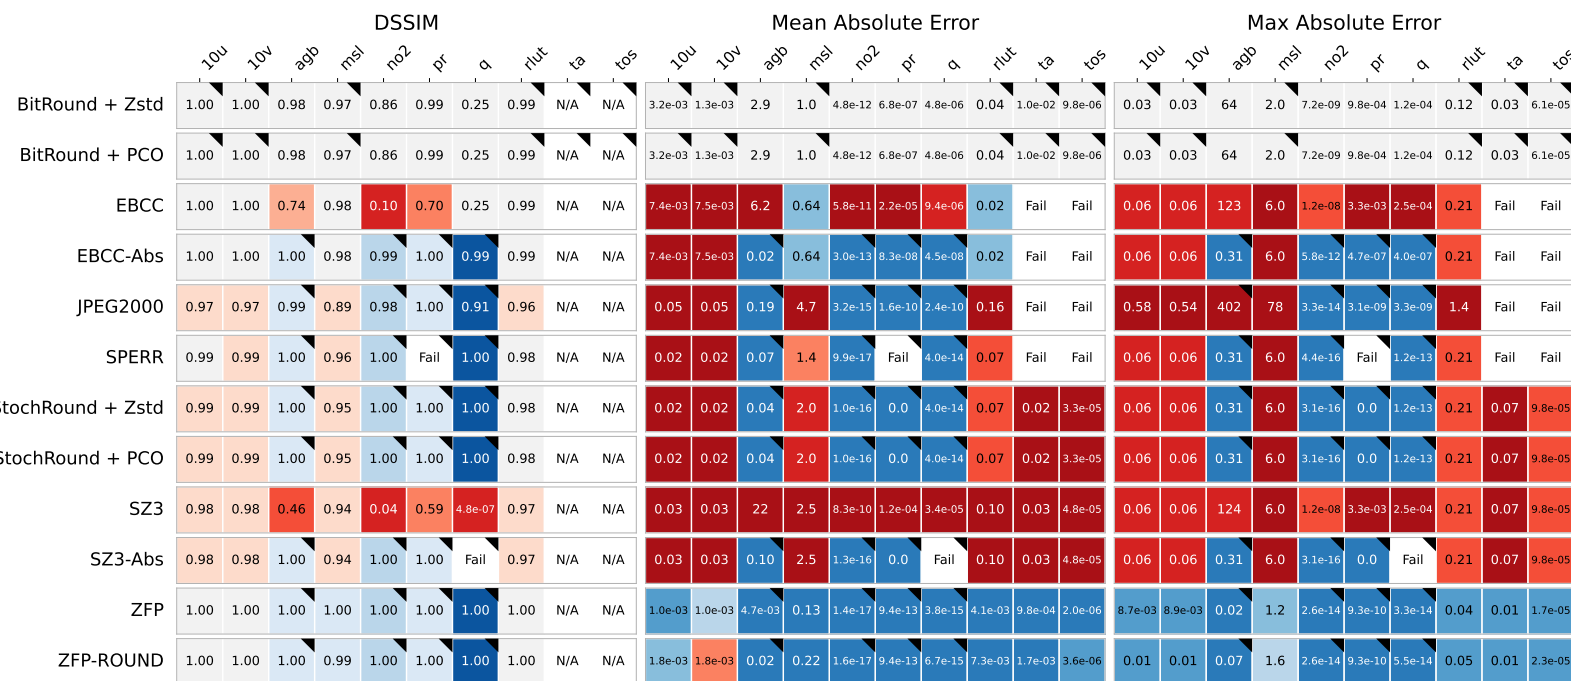 DSSIM Mean Absolute Error Max Absolute Error
10u 10v agb msl no2 pr q rlut ta tos 10u 10v agb msl no2 pr q rlut ta tos 10u 10v agb msl no2 pr q rlut ta tos
BitRound + Zstd 1.00 1.00 0.98 0.97 0.86 0.99 0.25 0.99 N/A N/A 3.2e-03 1.3e-03 2.9 1.0 4.8e-12 6.8e-07 4.8e-06 0.04 1.0e-02 9.8e-06 0.03 0.03 64 2.0 7.2e-09 9.8e-04 1.2e-04 0.12 0.03 6.1e-05
BitRound + PCO 1.00 1.00 0.98 0.97 0.86 0.99 0.25 0.99 N/A N/A 3.2e-03 1.3e-03 2.9 1.0 4.8e-12 6.8e-07 4.8e-06 0.04 1.0e-02 9.8e-06 0.03 0.03 64 2.0 7.2e-09 9.8e-04 1.2e-04 0.12 0.03 6.1e-05
EBCC 1.00 1.00 0.74 0.98 0.10 0.70 0.25 0.99 N/A N/A 7.4e-03 7.5e-03 6.2 0.64 5.8e-11 2.2e-05 9.4e-06 0.02 Fail Fail 0.06 0.06 123 6.0 1.2e-08 3.3e-03 2.5e-04 0.21 Fail Fail
EBCC-Abs 1.00 1.00 1.00 0.98 0.99 1.00 0.99 0.99 N/A N/A 7.4e-03 7.5e-03 0.02 0.64 3.0e-13 8.3e-08 4.5e-08 0.02 Fail Fail 0.06 0.06 0.31 6.0 5.8e-12 4.7e-07 4.0e-07 0.21 Fail Fail
JPEG2000 0.97 0.97 0.99 0.89 0.98 1.00 0.91 0.96 N/A N/A 0.05 0.05 0.19 4.7 3.2e-15 1.6e-10 2.4e-10 0.16 Fail Fail 0.58 0.54 402 78 3.3e-14 3.1e-09 3.3e-09 1.4 Fail Fail
SPERR 0.99 0.99 1.00 0.96 1.00 Fail 1.00 0.98 N/A N/A 0.02 0.02 0.07 1.4 9.9e-17 Fail 4.0e-14 0.07 Fail Fail 0.06 0.06 0.31 6.0 4.4e-16 Fail 1.2e-13 0.21 Fail Fail
StochRound + Zstd 0.99 0.99 1.00 0.95 1.00 1.00 1.00 0.98 N/A N/A 0.02 0.02 0.04 2.0 1.0e-16 0.0 4.0e-14 0.07 0.02 3.3e-05 0.06 0.06 0.31 6.0 3.1e-16 0.0 1.2e-13 0.21 0.07 9.8e-05
StochRound + PCO 0.99 0.99 1.00 0.95 1.00 1.00 1.00 0.98 N/A N/A 0.02 0.02 0.04 2.0 1.0e-16 0.0 4.0e-14 0.07 0.02 3.3e-05 0.06 0.06 0.31 6.0 3.1e-16 0.0 1.2e-13 0.21 0.07 9.8e-05
SZ3 0.98 0.98 0.46 0.94 0.04 0.59 4.8e-07 0.97 N/A N/A 0.03 0.03 22 2.5 8.3e-10 1.2e-04 3.4e-05 0.10 0.03 4.8e-05 0.06 0.06 124 6.0 1.2e-08 3.3e-03 2.5e-04 0.21 0.07 9.8e-05
SZ3-Abs 0.98 0.98 1.00 0.94 1.00 1.00 Fail 0.97 N/A N/A 0.03 0.03 0.10 2.5 1.3e-16 0.0 Fail 0.10 0.03 4.8e-05 0.06 0.06 0.31 6.0 3.1e-16 0.0 Fail 0.21 0.07 9.8e-05
ZFP 1.00 1.00 1.00 1.00 1.00 1.00 1.00 1.00 N/A N/A 1.0e-03 1.0e-03 4.7e-03 0.13 1.4e-17 9.4e-13 3.8e-15 4.1e-03 9.8e-04 2.0e-06 8.7e-03 8.9e-03 0.02 1.2 2.6e-14 9.3e-10 3.3e-14 0.04 0.01 1.7e-05
ZFP-ROUND 1.00 1.00 1.00 0.99 1.00 1.00 1.00 1.00 N/A N/A 1.8e-03 1.8e-03 0.02 0.22 1.6e-17 9.4e-13 6.7e-15 7.3e-03 1.7e-03 3.6e-06 0.01 0.01 0.07 1.6 2.6e-14 9.3e-10 5.5e-14 0.05 0.01 2.3e-05